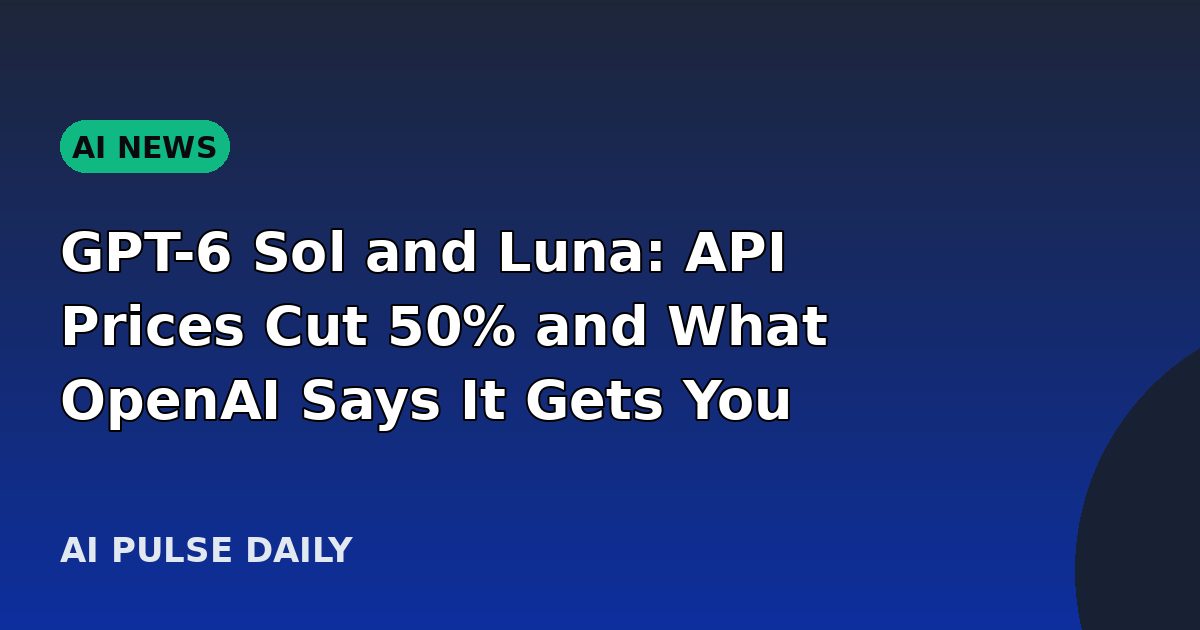 AI NEWS
GPT-6 Sol and Luna: API
Prices Cut 50% and What
OpenAI Says It Gets You
AI PULSE DAILY